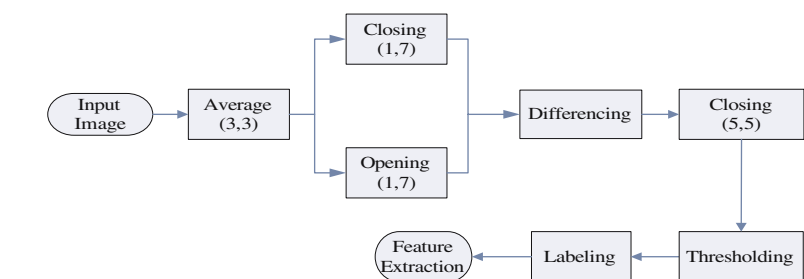 Input
Image
Average
(3,3)
Closing
(1,7)
Opening
(1,7)
Differencing
Closing
(5,5)
Thresholding
Labeling
Feature
Extraction